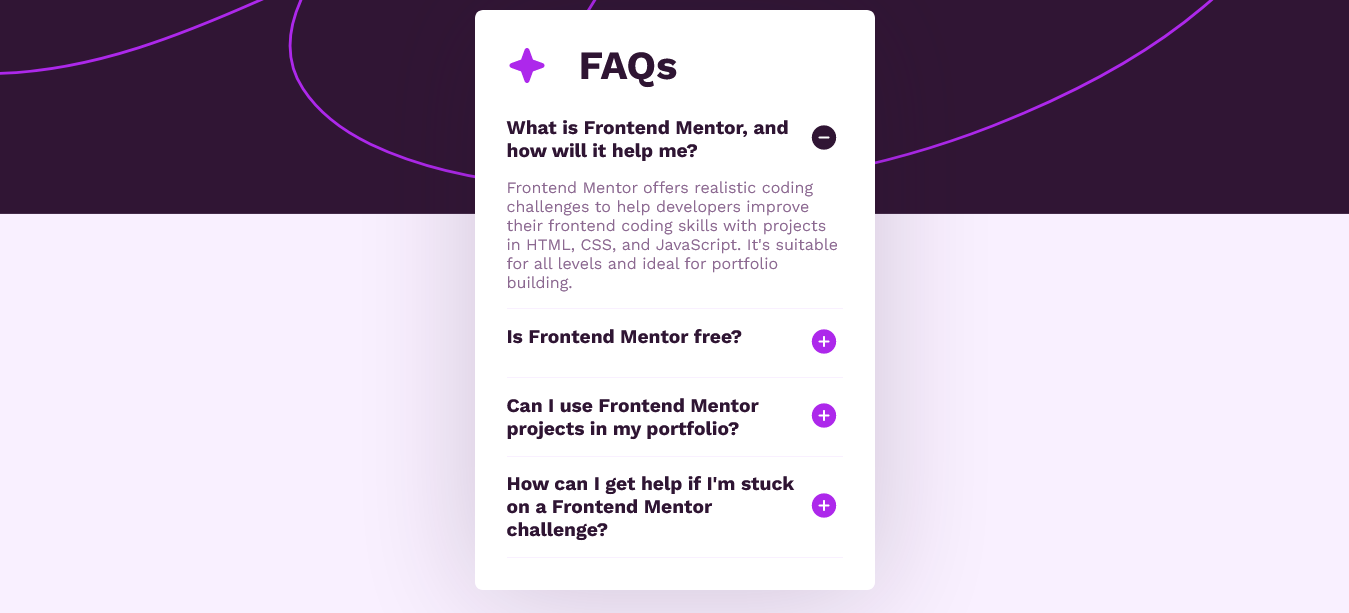 FAQs
What is Frontend Mentor, and
how will it help me?
Frontend Mentor offers realistic coding
challenges to help developers improve
their frontend coding skills with projects
in HTML, CSS, and JavaScript. It's suitable
for all levels and ideal for portfolio
building.
Is Frontend Mentor free?
Can I use Frontend Mentor
projects in my portfolio?
How can I get help if I'm stuck
on a Frontend Mentor
challenge?